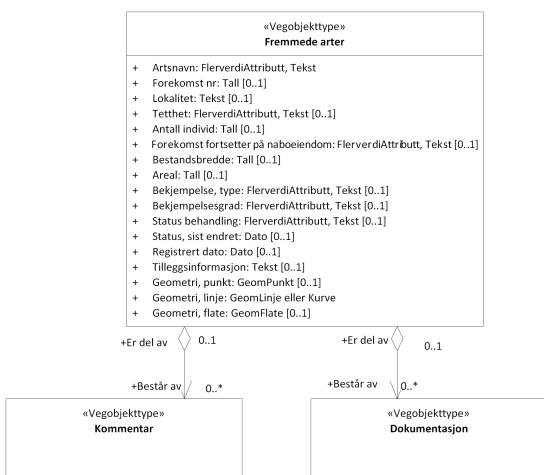 «Vegobjekttype»
Fremmede arter
+ Artsnavn: FlerverdiAttributt, Tekst
+ Forekomst nr: Tall [0..1]
+ Lokalitet: Tekst [0..1]
+ Tetthet: FlerverdiAttributt, Tekst [0..1]
+ Antall individ: Tall [0..1]
+ Forekomst fortsetter på naboeiendom: FlerverdiAttributt, Tekst [0..1]
+ Bestandsbredde: Tall [0..1]
+ Areal: Tall [0..1]
+ Bekjempelse, type: FlerverdiAttributt, Tekst [0..1]
+ Bekjempelsesgrad: FlerverdiAttributt, Tekst [0..1]
+ Status behandling: FlerverdiAttributt, Tekst [0..1]
+ Status, sist endret: Dato [0..1]
+ Registrert dato: Dato [0..1]
+ Tilleggsinformasjon: Tekst [0..1]
+ Geometri, punkt: GeomPunkt [0..1]
+ Geometri, linje: GeomLinje eller Kurve
+ Geometri, flate: GeomFlate [0..1]
+Er del av 0..1
+Er del av 0..1
+Består av 0..*
+Består av 0..*
«Vegobjekttype»
Kommentar
«Vegobjekttype»
Dokumentasjon